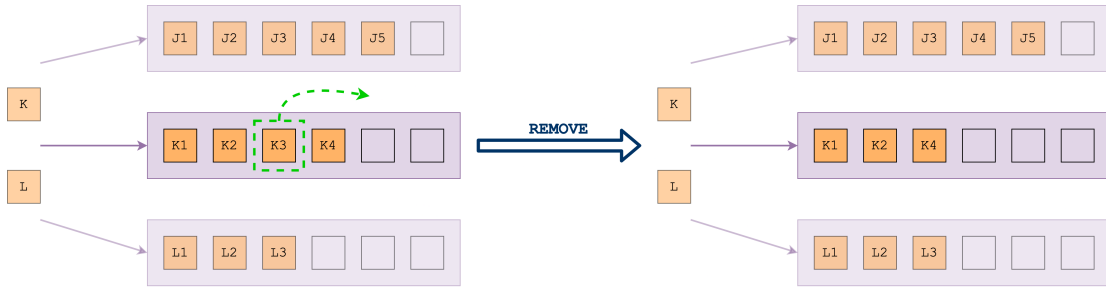 J1 J2 J3 J4 J5
K
K1 K2 K3 K4
L
L1 L2 L3
REMOVE
J1 J2 J3 J4 J5
K
K1 K2 K4
L
L1 L2 L3